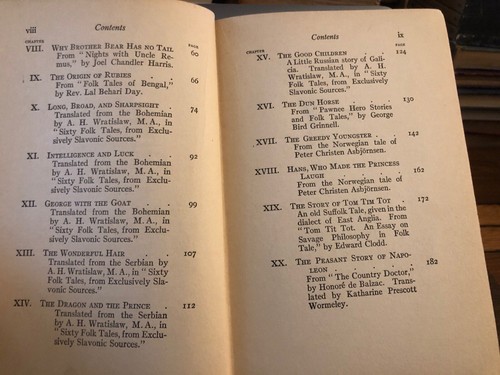 viii Contents
CHAPTER PAGE
VIII. WHY BROTHER BEAR HAS NO TAIL 60
From "Nights with Uncle Re-
mus," by Joel Chandler Harris.
IX. THE ORIGIN OF RUBIES . . 66
From "Folk Tales of Bengal,"
by Rev. Lal Behari Day.
X. LONG, BROAD, AND SHARPSIGHT . 74
Translated from the Bohemian
by A. H. Wratislaw, M. A., in
"Sixty Folk Tales, from Exclu-
sively Slavonic Sources."
XI. INTELLIGENCE AND LUCK . . 92
Translated from the Bohemian
by A. H. Wratislaw, M. A., in
"Sixty Folk Tales, from Exclu-
sively Slavonic Sources."
XII. GEORGE WITH THE GOAT . . 99
Translated from the Bohemian
by A. H. Wratislaw, M. A., in
"Sixty Folk Tales, from Exclu-
sively Slavonic Sources."
XIII. THE WONDERFUL HAIR . . 107
Translated from the Serbian by
A. H. Wratislaw, M. A., in "Sixty
Folk Tales, from Exclusively Sla-
vonic Sources."
XIV. THE DRAGON AND THE PRINCE . 112
Translated from the Serbian
by A. H. Wratislaw, M. A., in
"Sixty Folk Tales, from Exclu-
sively Slavonic Sources."
Contents ix
CHAPTER PAGE
XV. THE GOOD CHILDREN . . 124
A Little Russian story of Gali-
cia. Translated by A. H.
Wratislaw, M. A., in "Sixty
Folk Tales, from Exclusively
Slavonic Sources."
XVI. THE DUN HORSE . . . 130
From "Pawnee Hero Stories
and Folk Tales," by George
Bird Grinnell.
XVII. THE GREEDY YOUNGSTER . . 142
From the Norwegian tale of
Peter Christen Asbjörnsen.
XVIII. HANS, WHO MADE THE PRINCESS
LAUGH . . . . 162
From the Norwegian tale of
Peter Christen Asbjörnsen.
XIX. THE STORY OF TOM TIM TOT . 172
An old Suffolk Tale, given in the
dialect of East Anglia. From
"Tom Tit Tot. An Essay on
Savage Philosophy in Folk
Tale," by Edward Clodd.
XX. THE PEASANT STORY OF NAPO-
LEON . . . . 182
From "The Country Doctor,"
by Honoré de Balzac. Trans-
lated by Katharine Prescott
Wormeley.